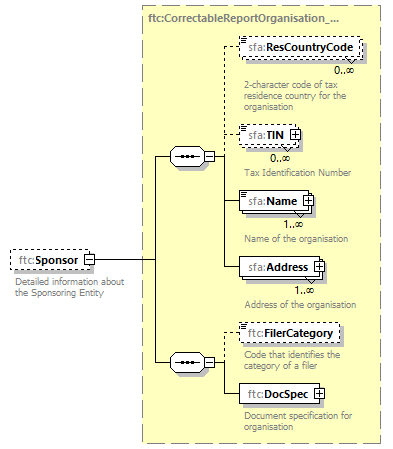 ftc:CorrectableReportOrganisation_...
sfa:ResCountryCode
0..∞
2-character code of tax
residence country for the
organisation
sfa:TIN
0..∞
Tax Identification Number
sfa:Name
1..∞
Name of the organisation
ftc:Sponsor
Detailed information about
the Sponsoring Entity
sfa:Address
1..∞
Address of the organisation
ftc:FilerCategory
Code that identifies the
category of a filer
ftc:DocSpec
Document specification for
organisation